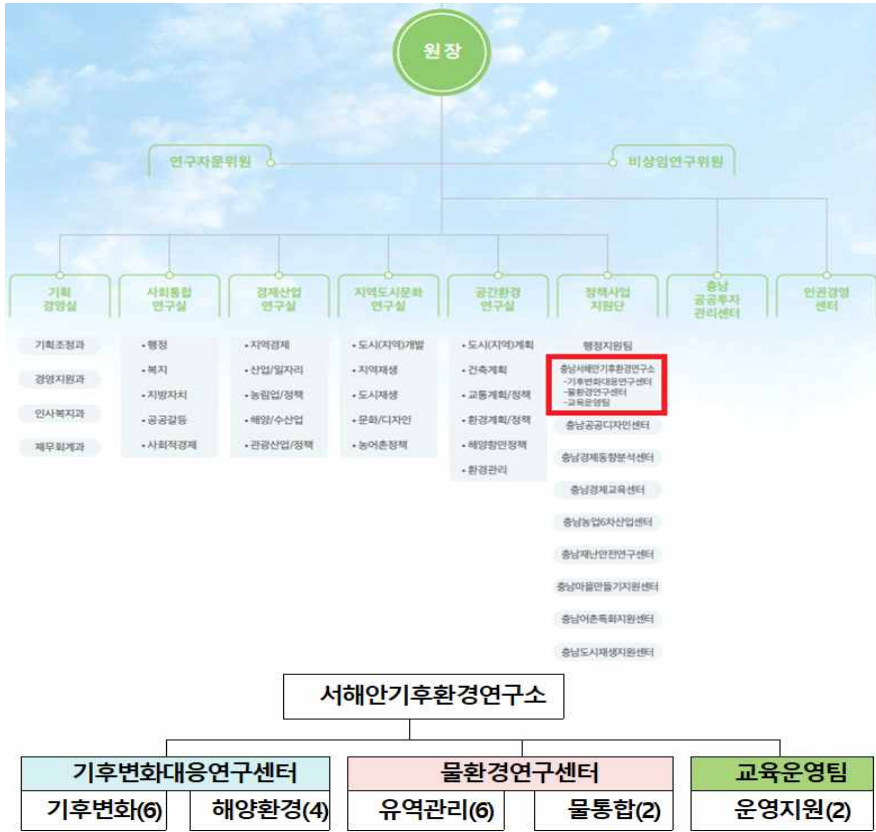 원장
연구자문위원
비상임연구위원
기획
경영실
사회통합
연구실
경제산업
연구실
지역도시문화
연구실
공간환경
연구실
정책사업
지원단
충남
공공투자
관리센터
인권경영
센터
기획조정과
경영지원과
인사복지과
재무회계과
• 행정
• 복지
• 지방자치
• 공공갈등
• 사회적경제
• 지역경제
• 산업/일자리
• 농림업/정책
• 해양/수산업
• 관광산업/정책
• 도시(지역)개발
• 지역재생
• 도시재생
• 문화/디자인
• 농어촌정책
• 도시(지역)계획
• 건축계획
• 교통계획/정책
• 환경계획/정책
• 해양항만정책
• 환경관리
행정지원팀
충남서해안기후환경연구소
-기후변화대응연구센터
-물환경연구센터
-교육운영팀
충남공공디자인센터
충남경제동향분석센터
충남경제교육센터
충남농업6차산업센터
충남재난안전연구센터
충남마을만들기지원센터
충남어촌특화지원센터
충남도시재생지원센터
서해안기후환경연구소
기후변화대응연구센터
기후변화(6)
해양환경(4)
물환경연구센터
유역관리(6)
물통합(2)
교육운영팀
운영지원(2)